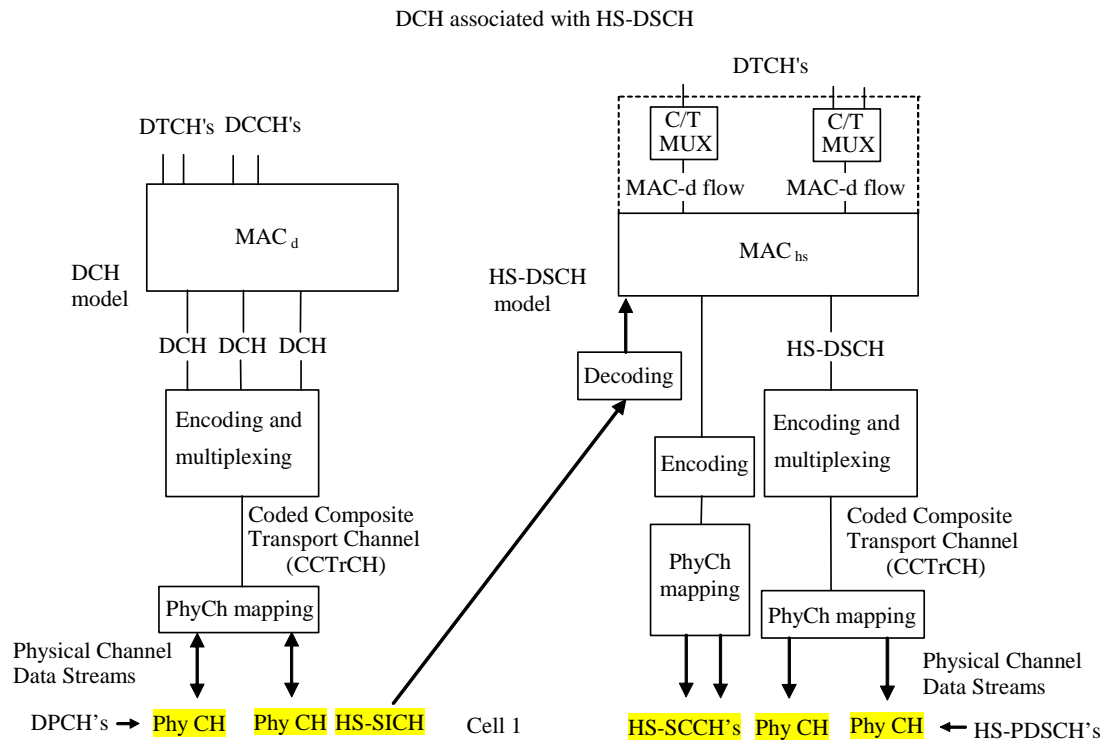 DCH associated with HS-DSCH
DTCH's
C/T
MUX
C/T
MUX
DTCH's DCCH's
MAC-d flow MAC-d flow
MAC d
MAC hs
DCH
model
HS-DSCH
model
DCH DCH DCH
HS-DSCH
Decoding
Encoding and
multiplexing
Encoding and
multiplexing
Encoding
Coded Composite
Transport Channel
(CCTrCH)
Coded Composite
Transport Channel
(CCTrCH)
PhyCh
mapping
PhyCh mapping
PhyCh mapping
Physical Channel
Data Streams
Physical Channel
Data Streams
DPCH’s Phy CH Phy CH HS-SICH Cell 1 HS-SCCH's Phy CH Phy CH HS-PDSCH's